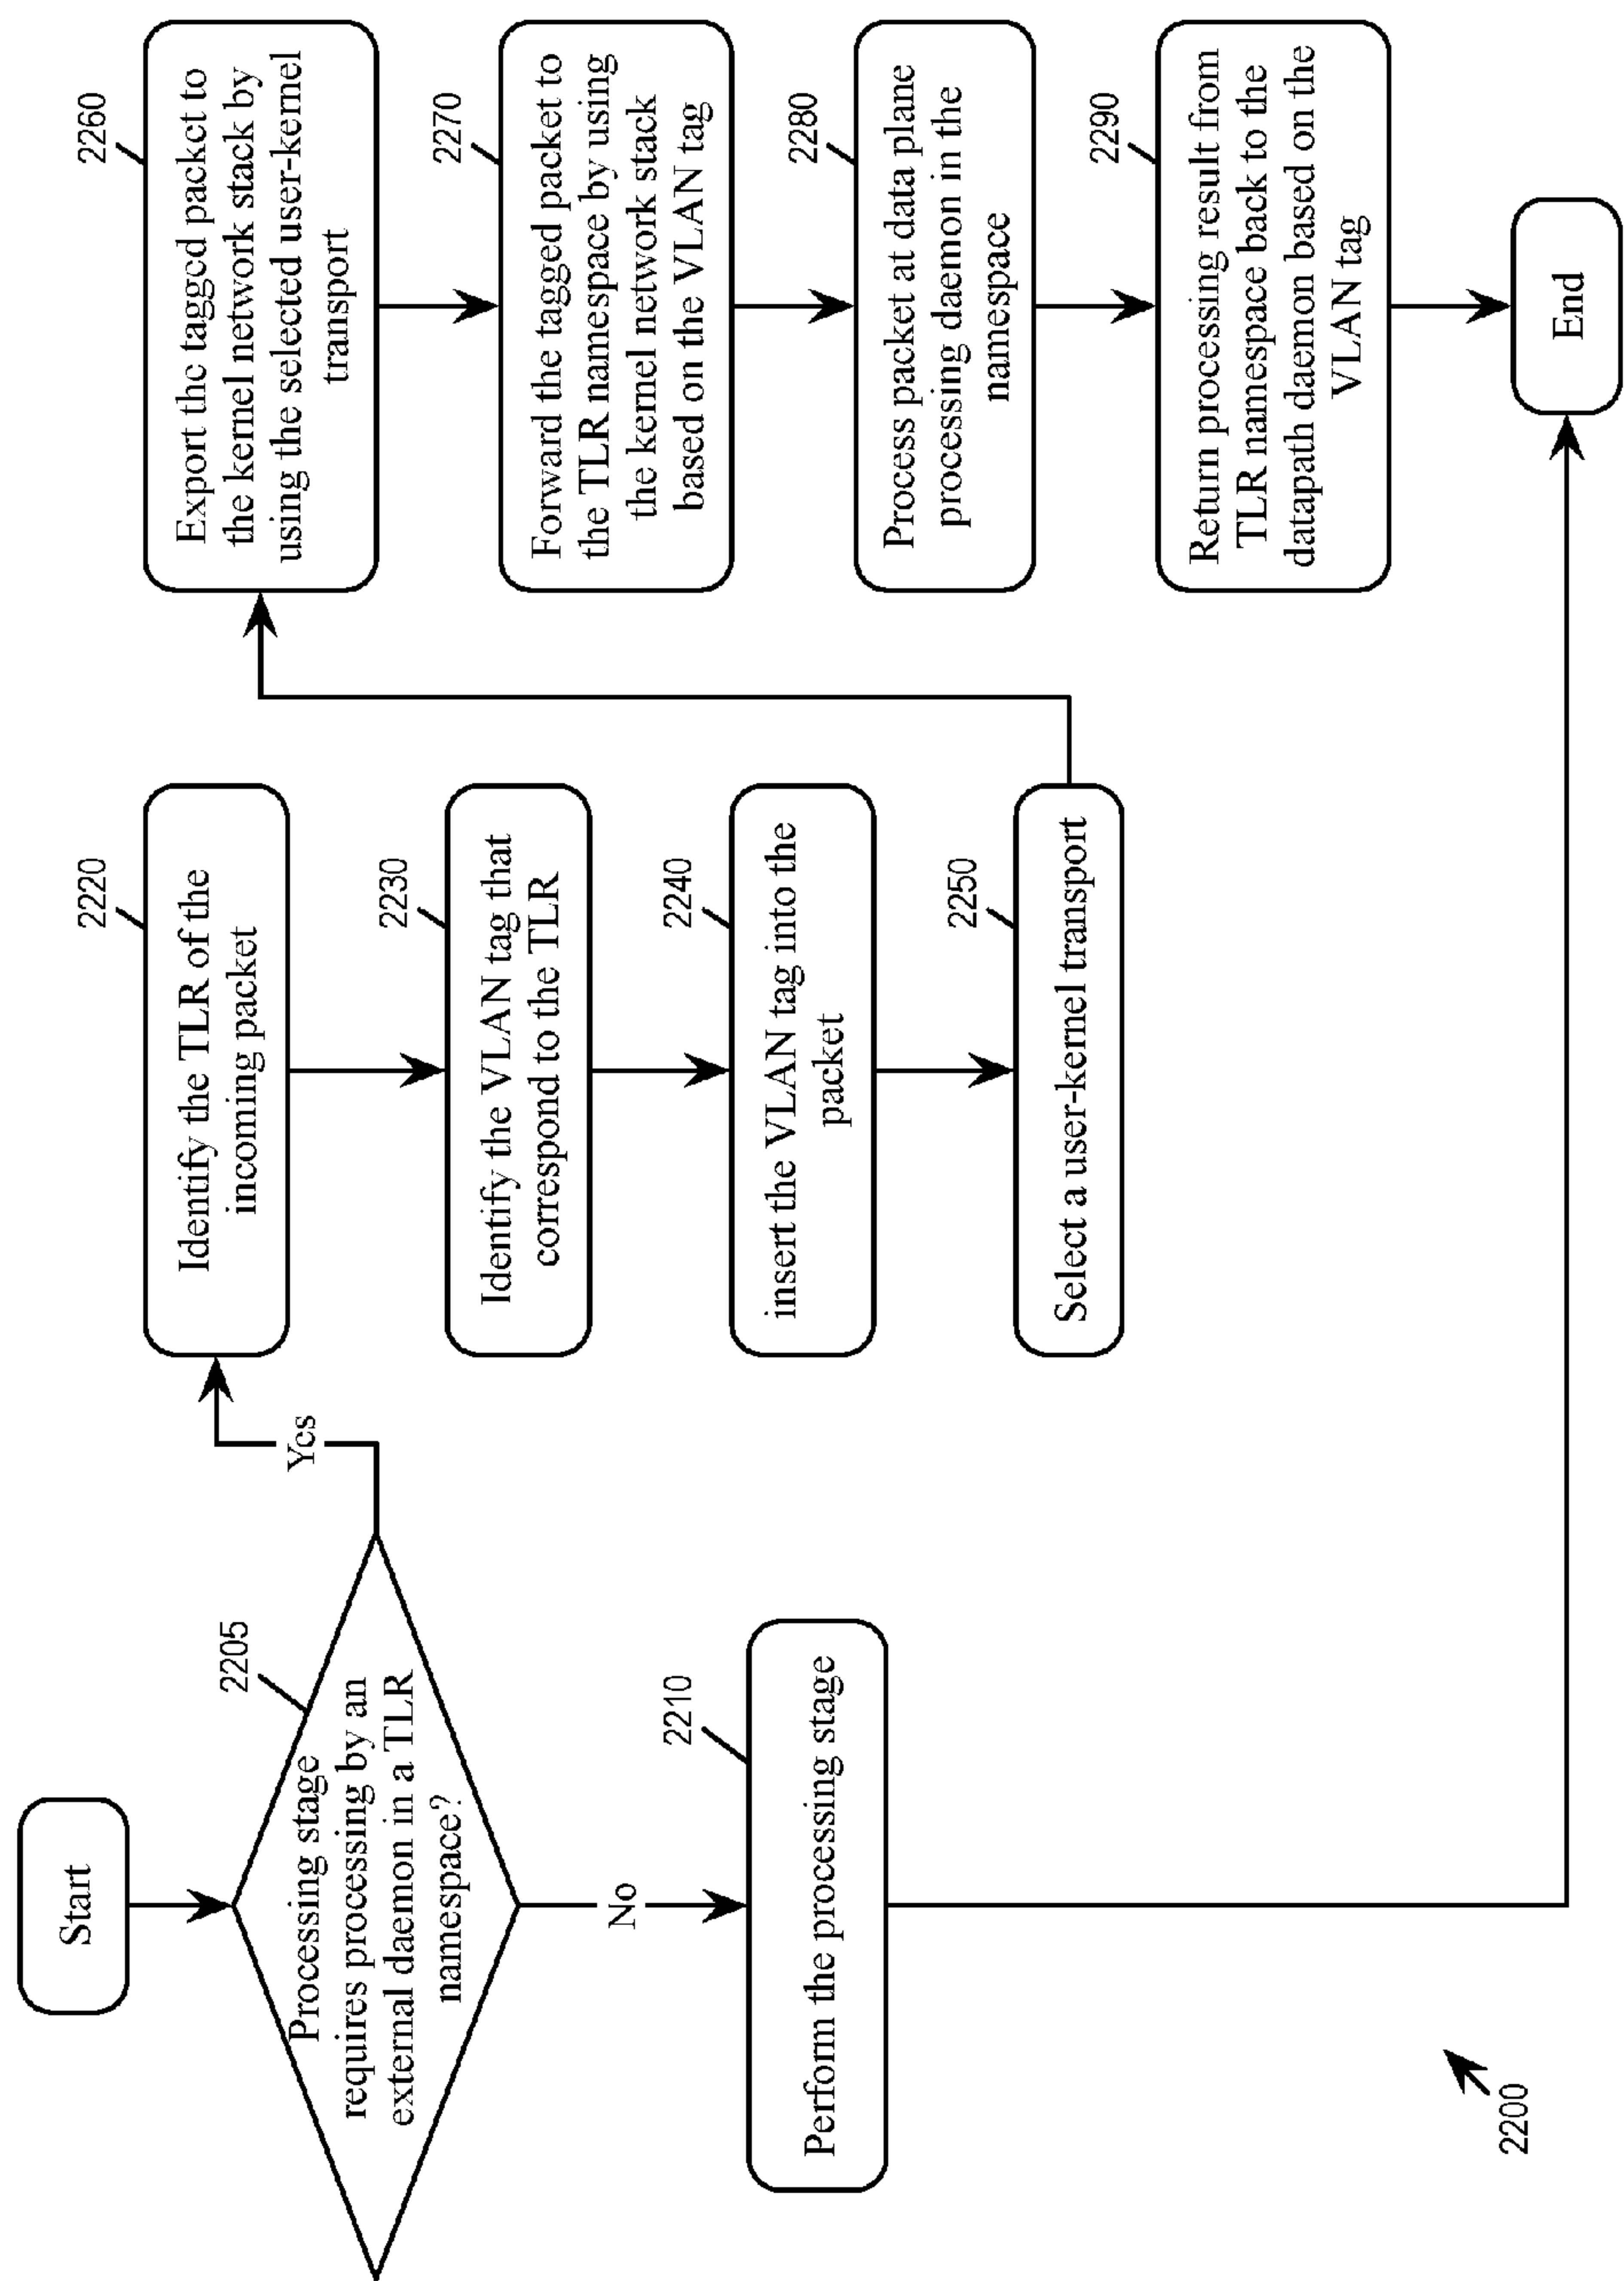 Start
2205
Processing stage
requires processing by an
external daemon in a TLR
namespace?
Yes
No
2210
Perform the processing stage
2220
Identify the TLR of the
incoming packet
2230
Identify the VLAN tag that
correspond to the TLR
2240
insert the VLAN tag into the
packet
2250
Select a user-kernel transport
2260
Export the tagged packet to
the kernel network stack by
using the selected user-kernel
transport
2270
Forward the tagged packet to
the TLR namespace by using
the kernel network stack
based on the VLAN tag
2280
Process packet at data plane
processing daemon in the
namespace
2290
Return processing result from
TLR namespace back to the
datapath daemon based on the
VLAN tag
End
2200